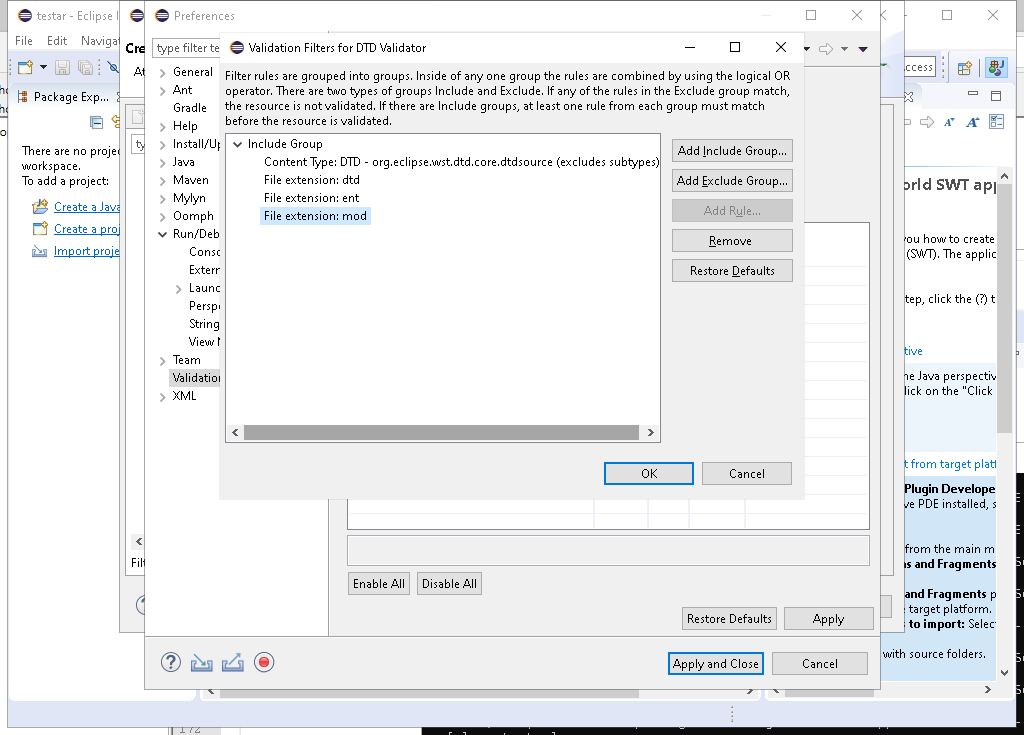 testar - Eclipse I
Preferences
File Edit Navigat
Cre
type filter te
Validation Filters for DTD Validator
Filter rules are grouped into groups. Inside of any one group the rules are combined by using the logical OR
operator. There are two types of groups Include and Exclude. If any of the rules in the Exclude group match,
the resource is not validated. If there are Include groups, at least one rule from each group must match
before the resource is validated.
Include Group
Content Type: DTD - org.eclipse.wst.dtd.core.dtdsource (excludes subtypes)
File extension: dtd
File extension: ent
File extension: mod
Add Include Group...
Add Exclude Group...
Add Rule...
Remove
Restore Defaults
OK
Cancel
Package Exp...
There are no projec
workspace.
To add a project:
Create a Java
Create a proj
Import proje
General
Ant
Gradle
Help
Install/Up
Java
Maven
Mylyn
Oomph
Run/Deb
Consc
Extern
Launc
Perspe
String
View M
Team
Validation
XML
Enable All
Disable All
Restore Defaults
Apply
Apply and Close
Cancel
Filt
ccess
orld SWT app
you how to create
(SWT). The applic
tep, click the (?) t
tive
he Java perspectiv
lick on the "Click
t from target platf
Plugin Develope
ve PDE installed, s
from the main m
ns and Fragments
and Fragments p
target platform.
s to import: Selec
with source folders.
172